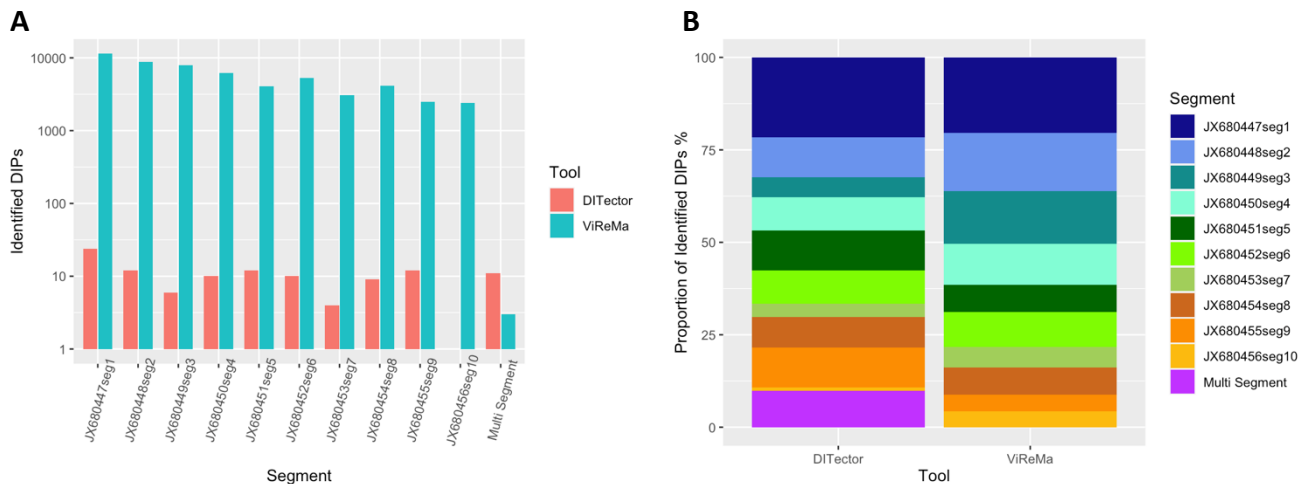 A
Identified DIPs
10000
1000
100
10
1
JX680447seg1
JX680448seg2
JX680449seg3
JX680450seg4
JX680451seg5
JX680452seg6
JX680453seg7
JX680454seg8
JX680455seg9
JX680456seg10
Multi Segment
Segment
Tool
DITector
ViReMa
B
Proportion of Identified DIPs %
100
75
50
25
0
DITector
ViReMa
Tool
Segment
JX680447seg1
JX680448seg2
JX680449seg3
JX680450seg4
JX680451seg5
JX680452seg6
JX680453seg7
JX680454seg8
JX680455seg9
JX680456seg10
Multi Segment